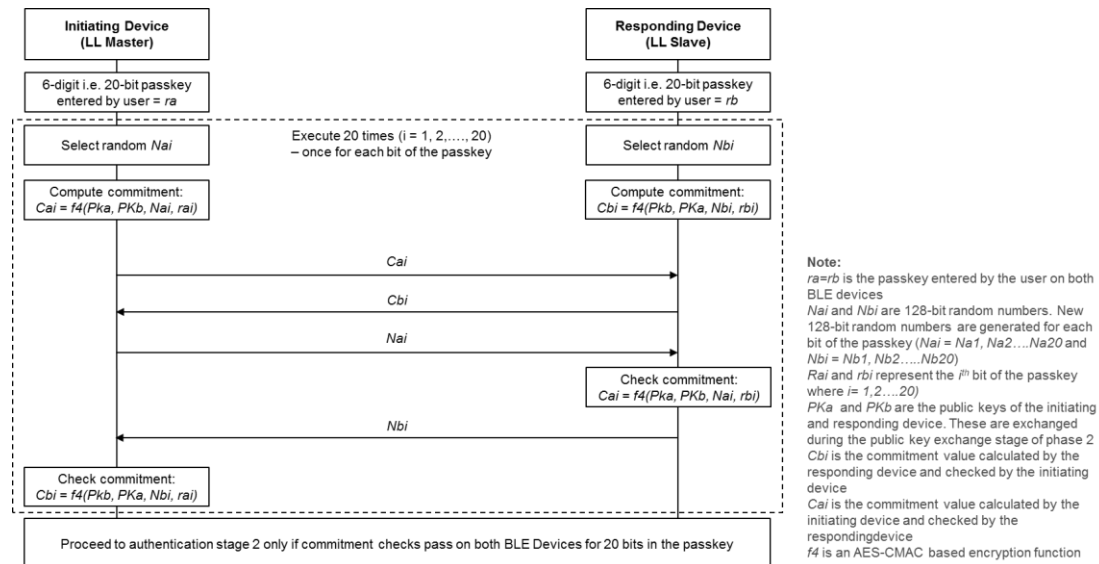 Initiating Device
(LL Master)
Responding Device
(LL Slave)
6-digit i.e. 20-bit passkey
entered by user = ra
6-digit i.e. 20-bit passkey
entered by user = rb
Select random Nai
Execute 20 times (i = 1, 2,...., 20)
– once for each bit of the passkey
Select random Nbi
Compute commitment:
Cai = f4(Pka, PKb, Nai, rai)
Compute commitment:
Cbi = f4(Pkb, PKa, Nbi, rbi)
Cai
Cbi
Nai
Check commitment:
Cai = f4(Pka, PKb, Nai, rbi)
Nbi
Check commitment:
Cbi = f4(Pkb, PKa, Nbi, rai)
Proceed to authentication stage 2 only if commitment checks pass on both BLE Devices for 20 bits in the passkey
Note:
ra=rb is the passkey entered by the user on both
BLE devices
Nai and Nbi are 128-bit random numbers. New
128-bit random numbers are generated for each
bit of the passkey (Nai = Na1, Na2....Na20 and
Nbi = Nb1, Nb2.....Nb20)
Rai and rbi represent the ith bit of the passkey
where i= 1,2....20)
PKa and PKb are the public keys of the initiating
and responding device. These are exchanged
during the public key exchange stage of phase 2
Cbi is the commitment value calculated by the
responding device and checked by the initiating
device
Cai is the commitment value calculated by the
initiating device and checked by the
respondingdevice
f4 is an AES-CMAC based encryption function